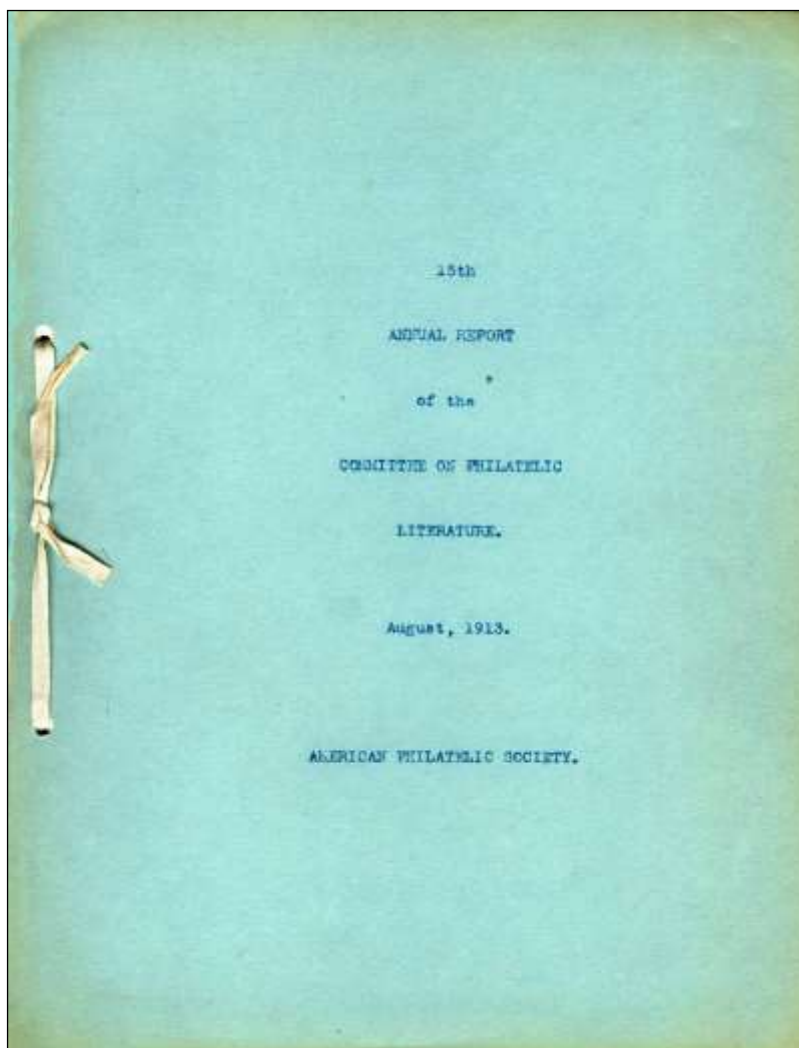 15th
ANNUAL REPORT
of the
COMMITTEE ON PHILATELIC
LITERATURE.
August, 1913.
AMERICAN PHILATELIC SOCIETY.